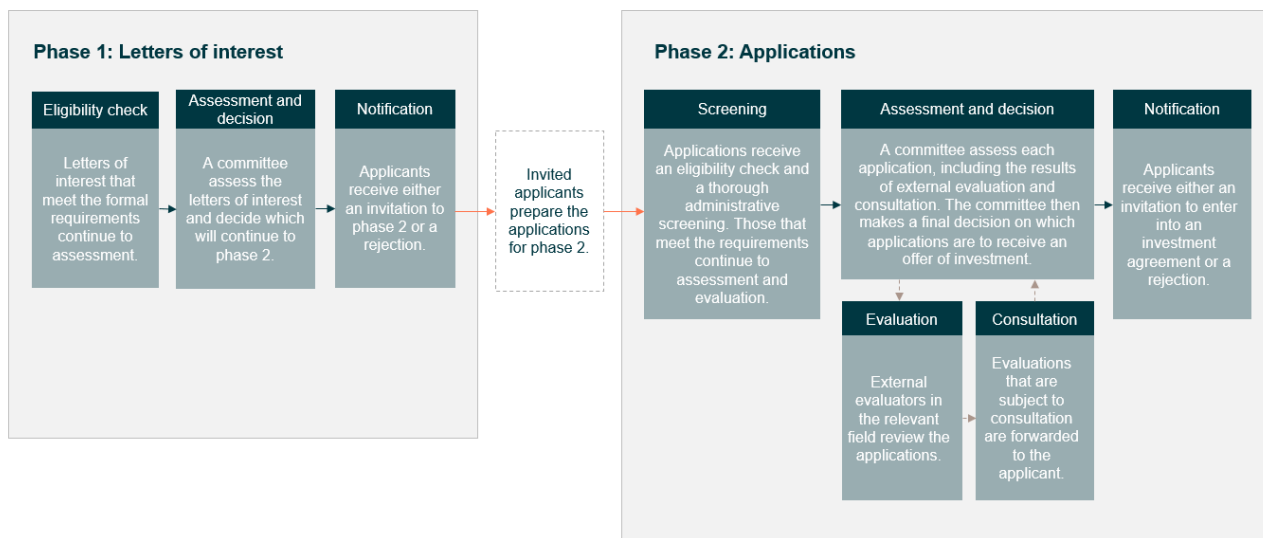 Phase 1: Letters of interest
Eligibility check
Letters of
interest that
meet the formal
requirements
continue to
assessment.
Assessment and
decision
A committee
assess the
letters of interest
and decide which
will continue to
phase 2.
Notification
Applicants
receive either
an invitation to
phase 2 or a
rejection.
Invited
applicants
prepare the
applications
for phase 2.
Phase 2: Applications
Screening
Applications receive
an eligibility check and
a thorough
administrative
screening. Those that
meet the requirements
continue to
assessment and
evaluation.
Assessment and decision
A committee assess each
application, including the results
of external evaluation and
consultation. The committee then
makes a final decision on which
applications are to receive an
offer of investment.
Evaluation
External
evaluators in
the relevant
field review the
applications.
Consultation
Evaluations
that are
subject to
consultation
are forwarded
to the
applicant.
Notification
Applicants
receive either an
invitation to enter
into an
investment
agreement or a
rejection.